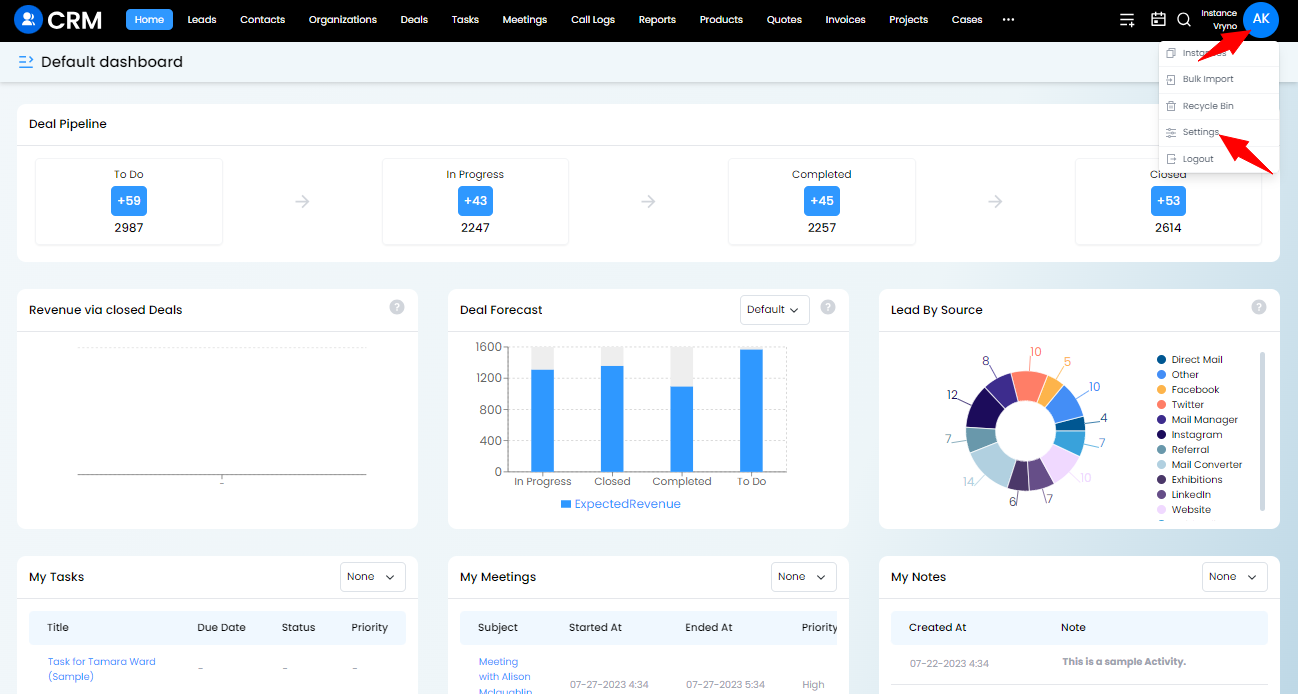 CRM
Home Leads Contacts Organizations Deals Tasks Meetings Call Logs Reports Products Quotes Invoices Projects Cases ···
Instance
Vryno
AK
Default dashboard
Instances
Bulk Import
Recycle Bin
Settings
Logout
Deal Pipeline
To Do In Progress Completed Closed
+59 +43 +45 +53
2987 2247 2257 2614
Revenue via closed Deals ?
-
Deal Forecast Default ?
1600
1200
800
400
0
In Progress Closed Completed To Do
ExpectedRevenue
Lead By Source ?
10
5
10
4
7
10
7
6
14
7
12
8
Direct Mail
Other
Facebook
Twitter
Mail Manager
Instagram
Referral
Mail Converter
Exhibitions
LinkedIn
Website
My Tasks None
Title Due Date Status Priority
Task for Tamara Ward
(Sample)
- - -
My Meetings None
Subject Started At Ended At Priority
Meeting
with Alison
Mclaughlin
07-27-2023 4:34 07-27-2023 5:34 High
My Notes None
Created At Note
07-22-2023 4:34 This is a sample Activity.